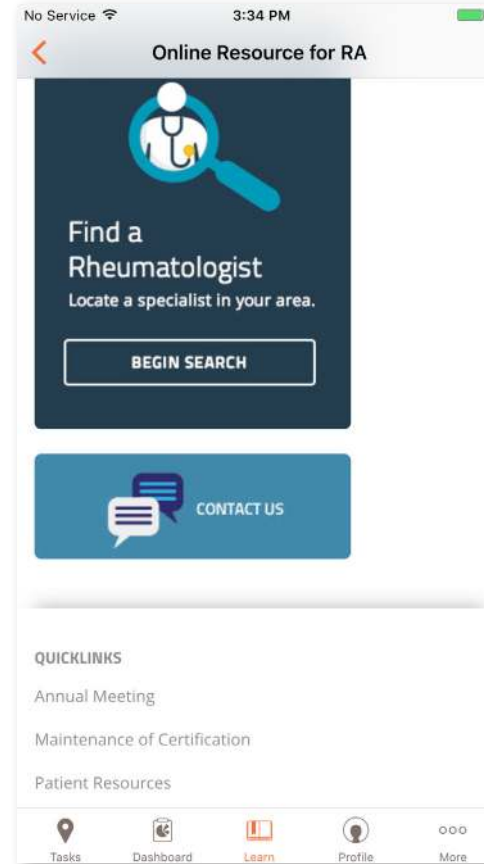 No Service 3:34 PM
Online Resource for RA
Find a
Rheumatologist
Locate a specialist in your area.
BEGIN SEARCH
CONTACT US
QUICKLINKS
Annual Meeting
Maintenance of Certification
Patient Resources
Tasks Dashboard Learn Profile More